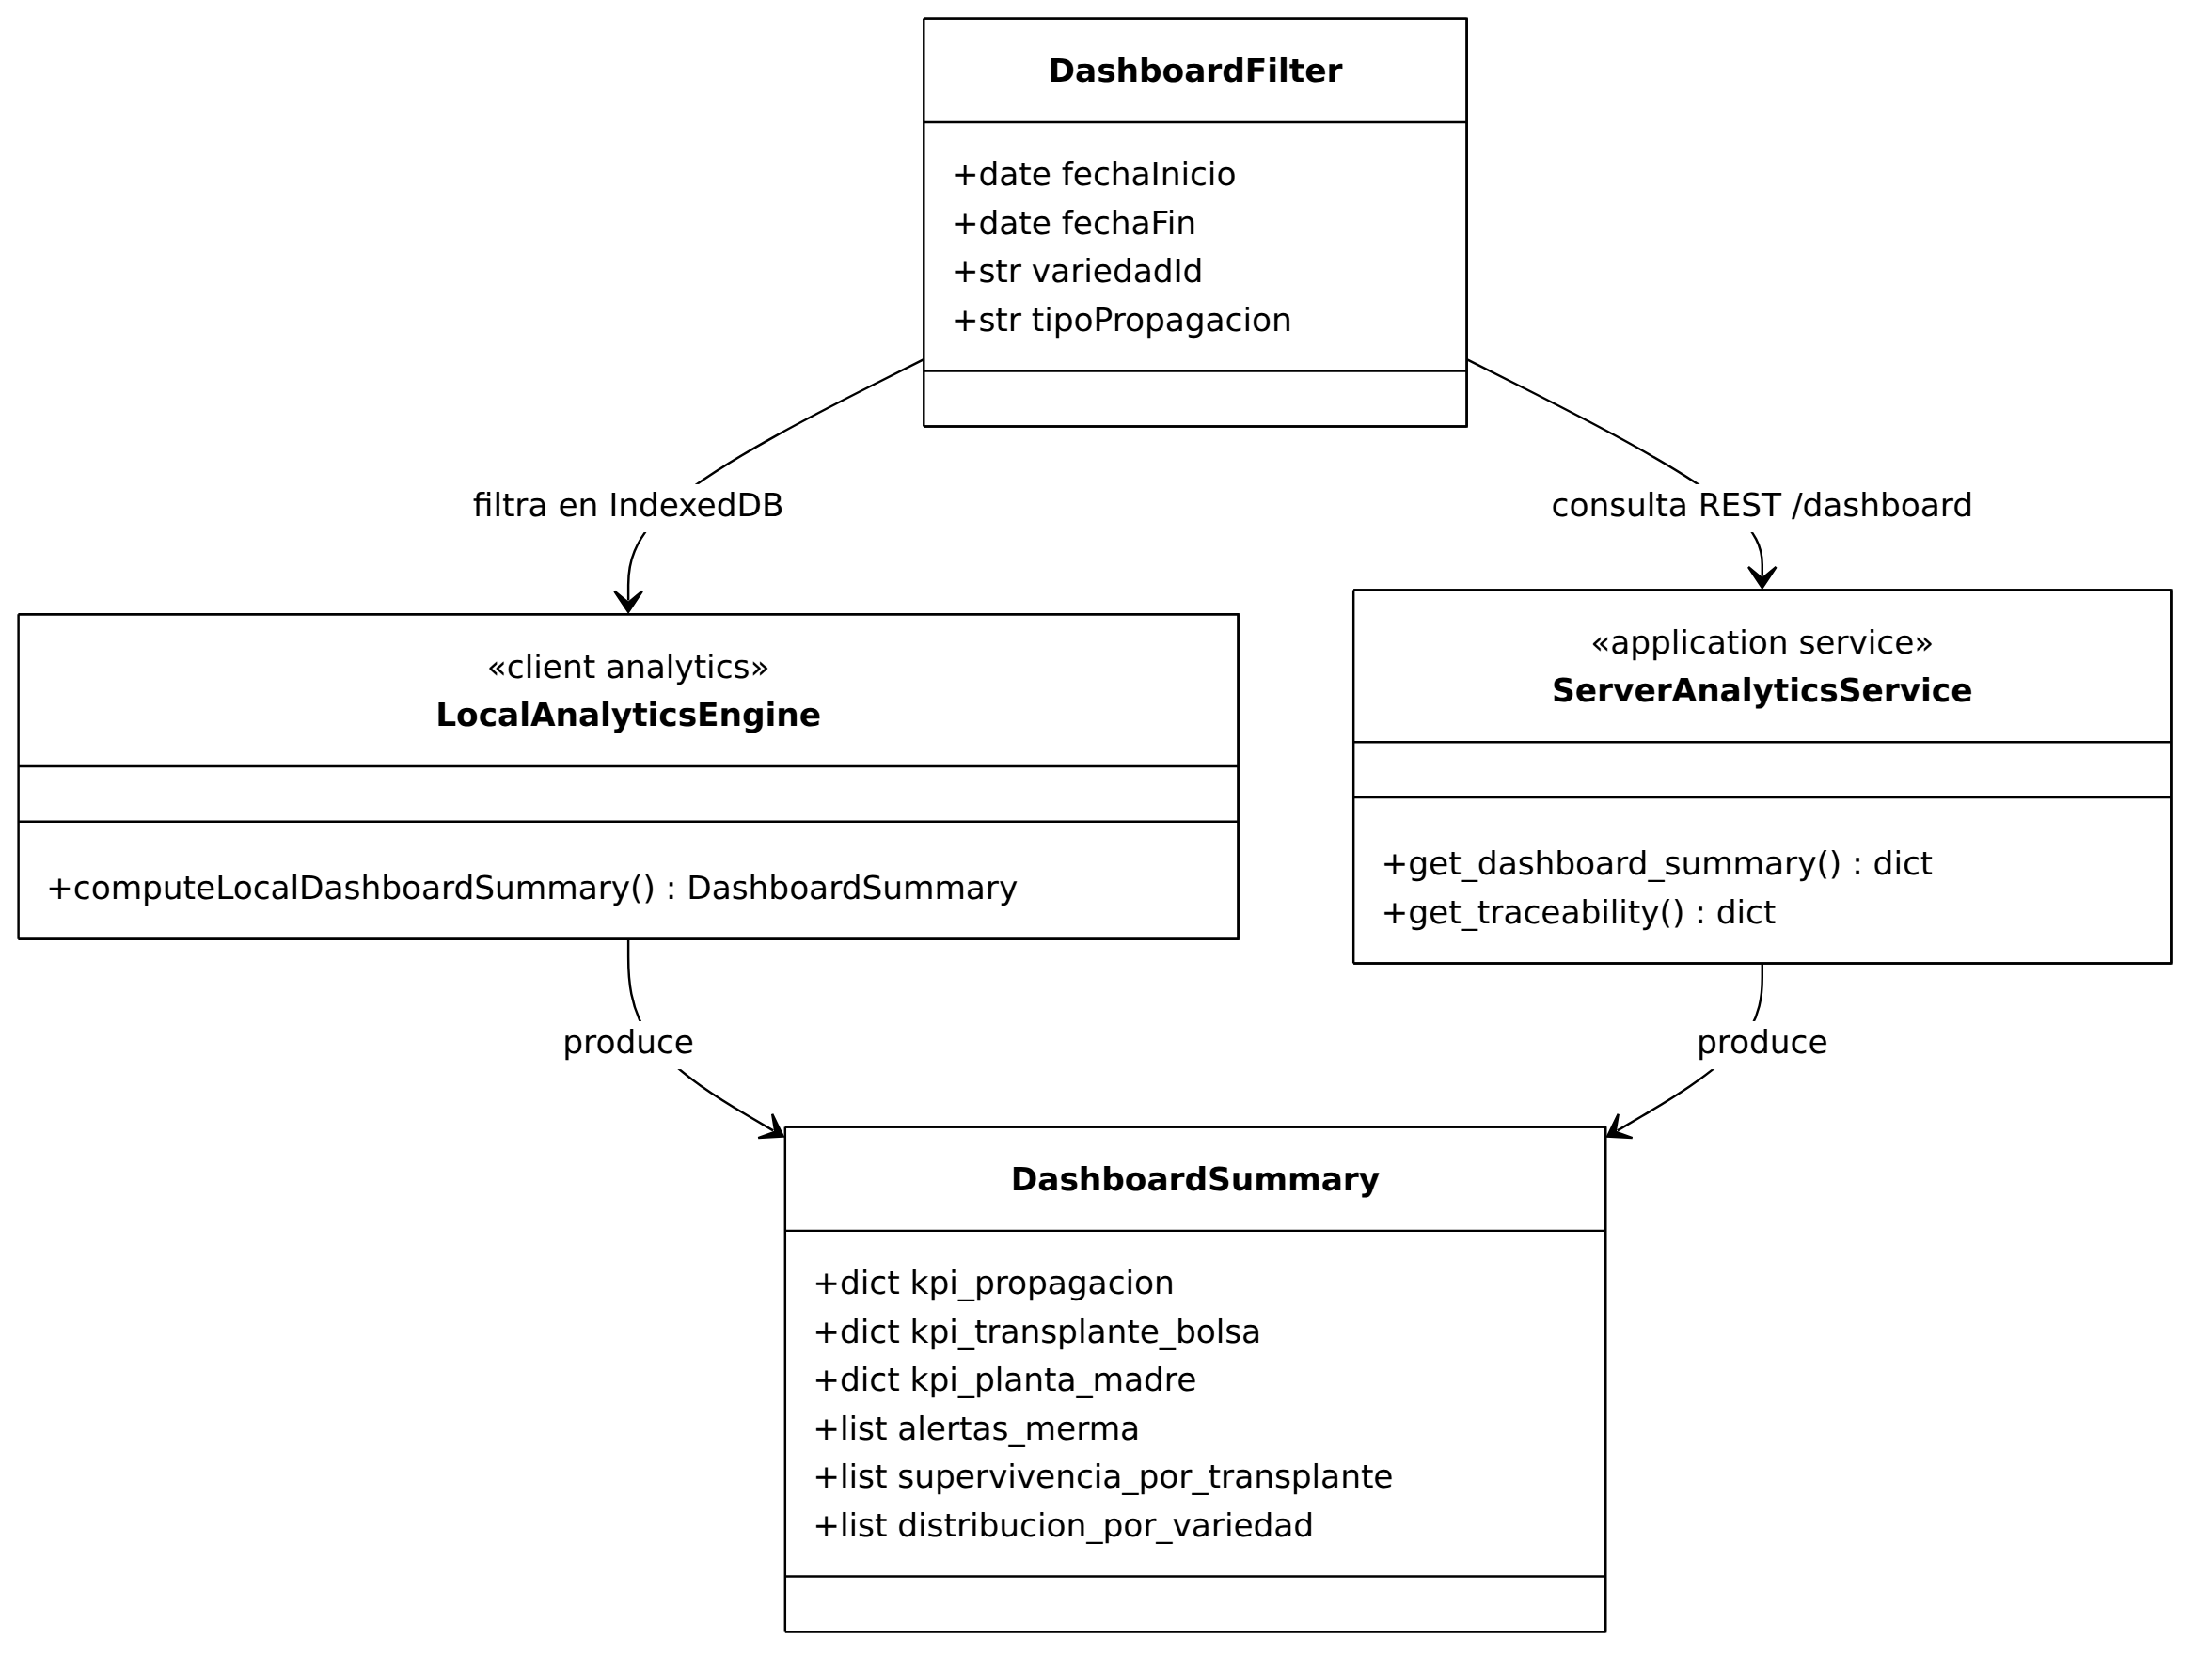 DashboardFilter
+date fechaInicio
+date fechaFin
+str variedadId
+str tipoPropagacion
filtra en IndexedDB
consulta REST /dashboard
«client analytics»
LocalAnalyticsEngine
+computeLocalDashboardSummary() : DashboardSummary
«application service»
ServerAnalyticsService
+get_dashboard_summary() : dict
+get_traceability() : dict
produce
produce
DashboardSummary
+dict kpi_propagacion
+dict kpi_transplante_bolsa
+dict kpi_planta_madre
+list alertas_merma
+list supervivencia_por_transplante
+list distribucion_por_variedad